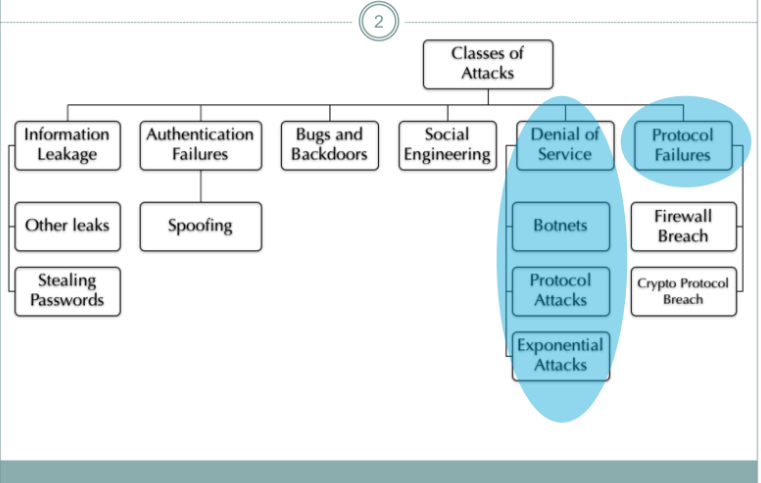 2
Classes of
Attacks
Information
Leakage
Authentication
Failures
Bugs and
Backdoors
Social
Engineering
Denial of
Service
Protocol
Failures
Other leaks
Spoofing
Botnets
Firewall
Breach
Stealing
Passwords
Protocol
Attacks
Crypto Protocol
Breach
Exponential
Attacks